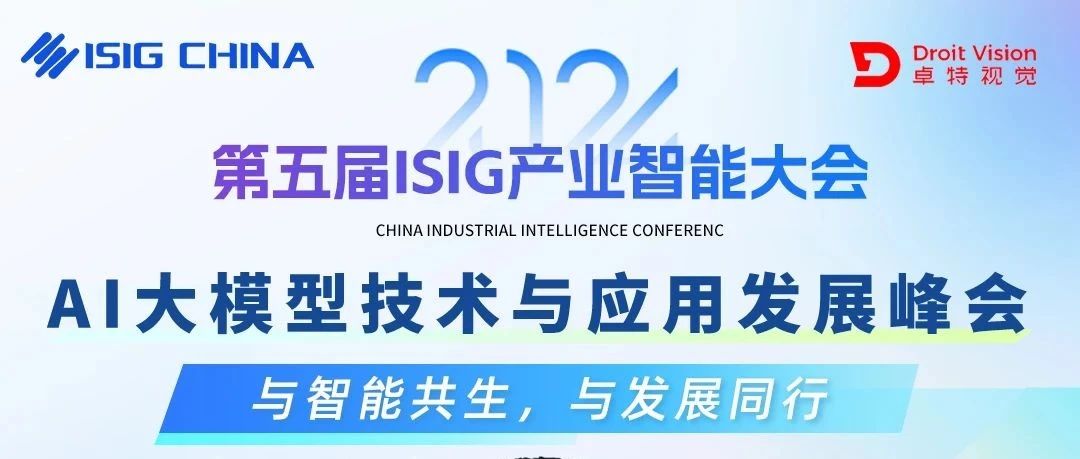 ISIG CHINA
2024
Droit Vision
卓特视觉
第五届ISIG产业智能大会
CHINA INDUSTRIAL INTELLIGENCE CONFERENC
AI大模型技术与应用发展峰会
与智能共生，与发展同行